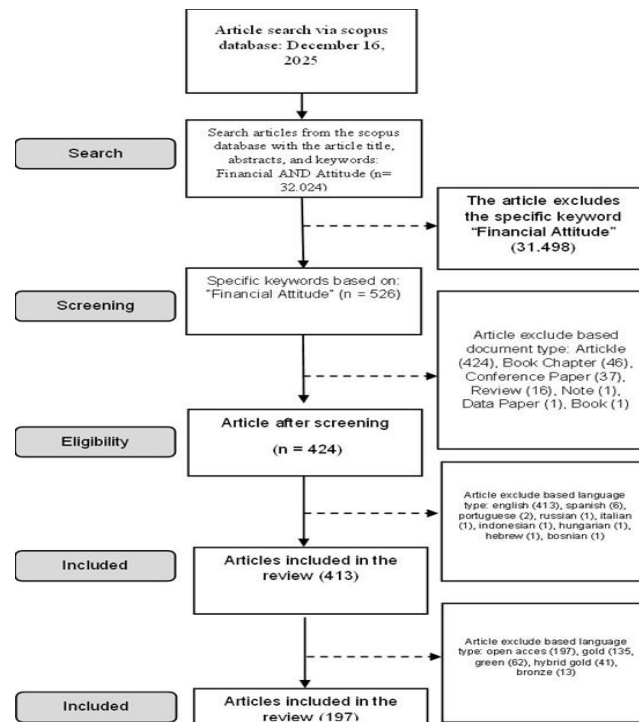 Article search via scopus
database: December 16,
2025
Search
Search articles from the scopus
database with the article title,
abstracts, and keywords:
Financial AND Attitude (n=
32.024)
The article excludes
the specific keyword
“Financial Attitude”
(31.498)
Screening
Specific keywords based on:
“Financial Attitude” (n = 526)
Article exclude based
document type: Artickle
(424), Book Chapter (46),
Conference Paper (37),
Review (16), Note (1),
Data Paper (1), Book (1)
Eligibility
Article after screening
(n = 424)
Article exclude based language
type: english (413), spanish (6),
portuguese (2), russian (1), italian
(1), indonesian (1), hungarian (1),
hebrew (1), bosnian (1)
Included
Articles included in the
review (413)
Article exclude based language
type: open acces (197), gold (135,
green (62), hybrid gold (41),
bronze (13)
Included
Articles included in the
review (197)